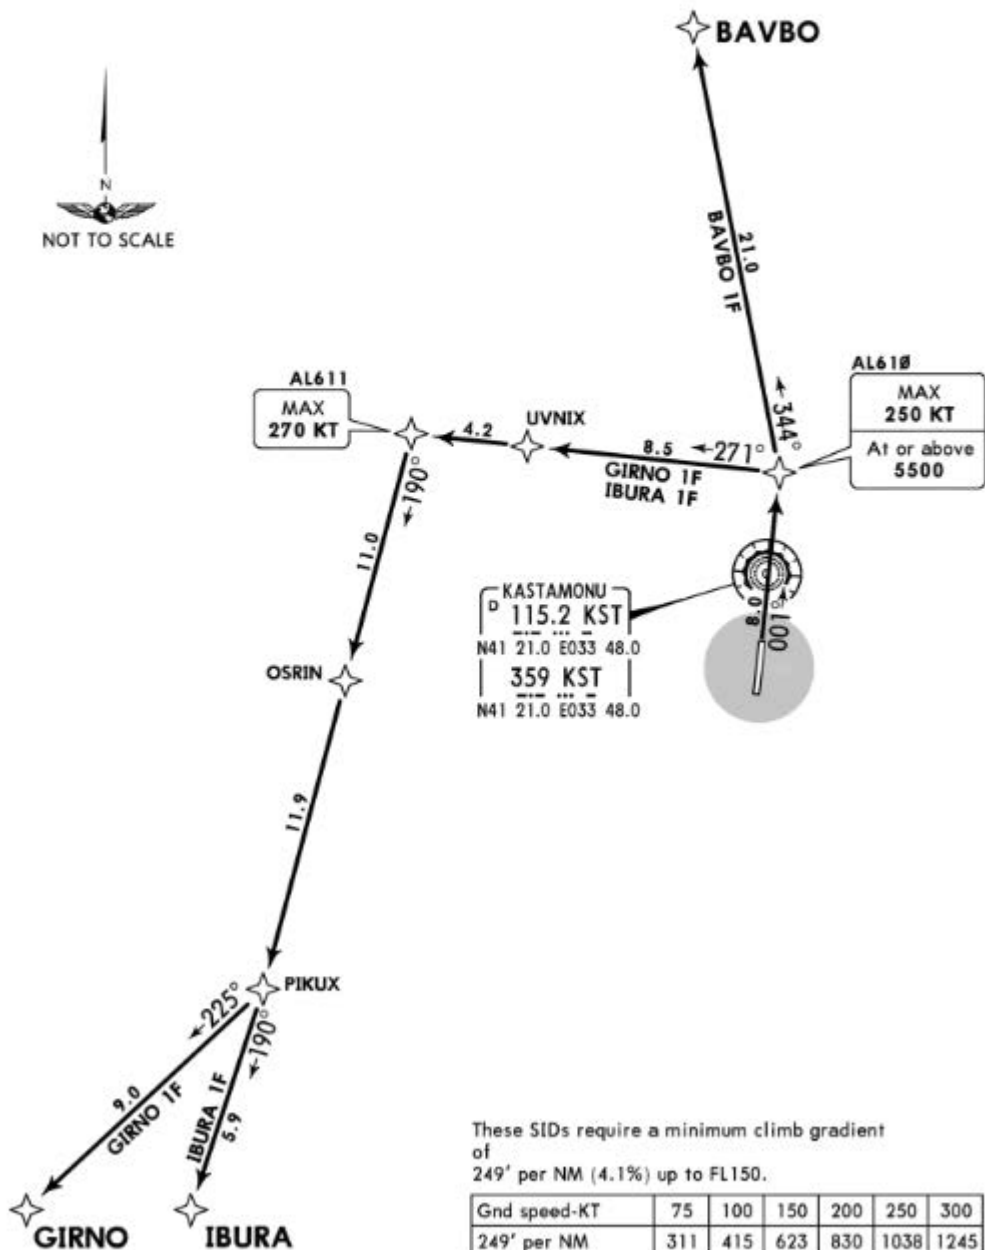 BAVBO
N
NOT TO SCALE
21.0
BAVBO 1F
AL611
MAX
270 KT
UVNIX
AL610
MAX
250 KT
At or above
5500
344°
4.2
8.5
271°
GIRNO 1F
IBURA 1F
190°
11.0
KASTAMONU
D 115.2 KST
N41 21.0 E033 48.0
359 KST
N41 21.0 E033 48.0
8.0
001°
OSRIN
11.9
PIKUX
225°
190°
9.0
GIRNO 1F
IBURA 1F
5.9
GIRNO
IBURA
These SIDs require a minimum climb gradient
of
249' per NM (4.1%) up to FL150.
Gnd speed-KT 75 100 150 200 250 300
249' per NM 311 415 623 830 1038 1245